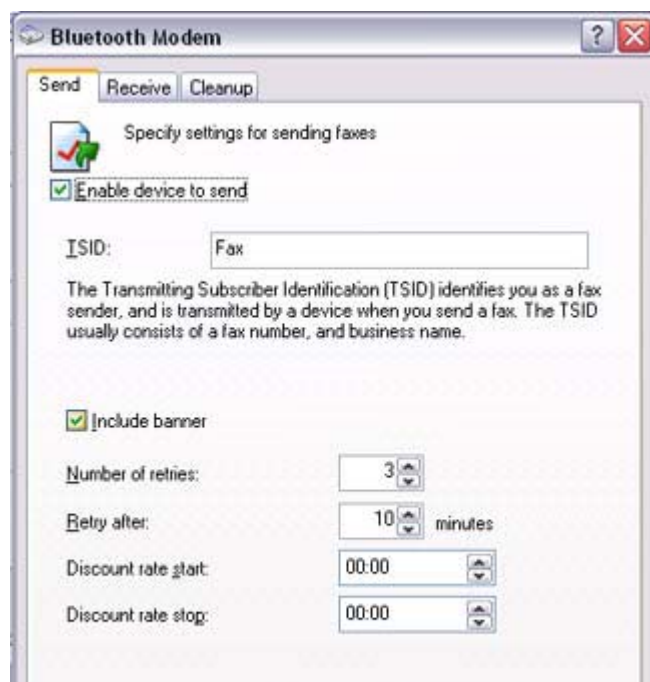 Bluetooth Modem
Send Receive Cleanup
Specify settings for sending faxes
Enable device to send
TSID: Fax
The Transmitting Subscriber Identification (TSID) identifies you as a fax
sender, and is transmitted by a device when you send a fax. The TSID
usually consists of a fax number, and business name.
Include banner
Number of retries: 3
Retry after: 10 minutes
Discount rate start: 00:00
Discount rate stop: 00:00